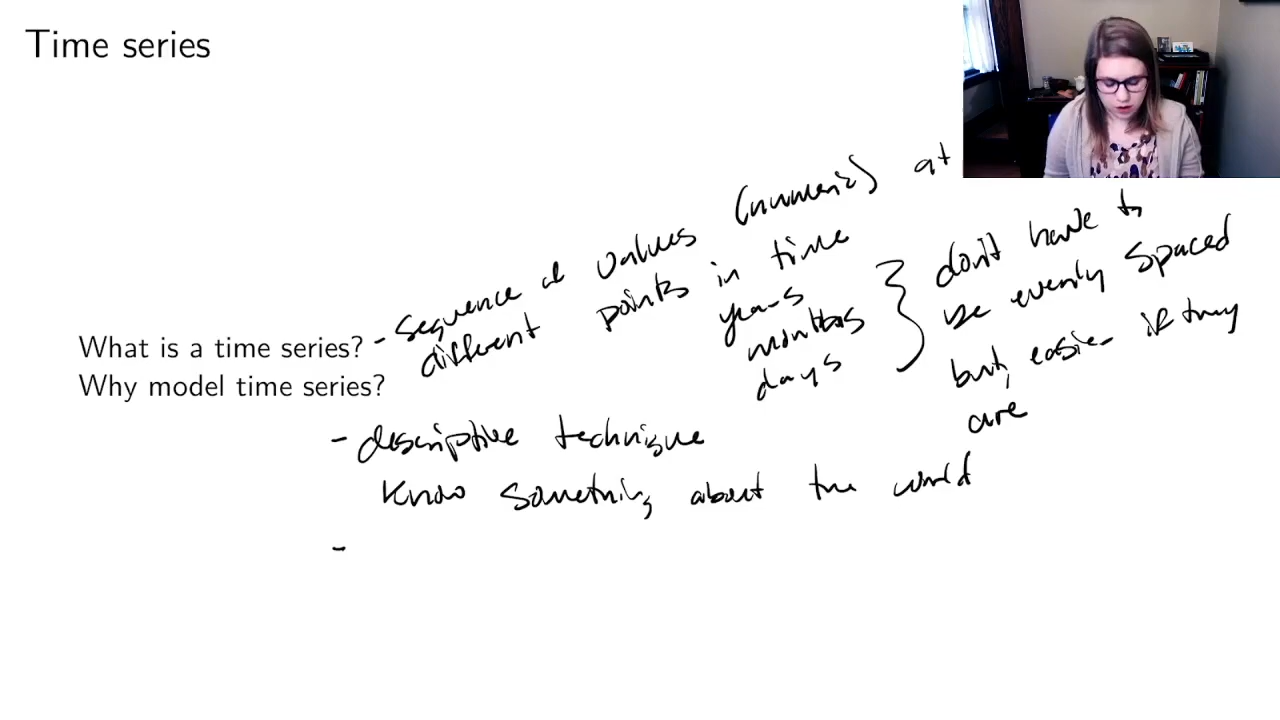 Time series
What is a time series?
- sequence of values (numeric) at
different points in time
years
months
days
don't have to
be evenly spaced
but, easier if they
are
Why model time series?
- descriptive technique
know something about the world
-